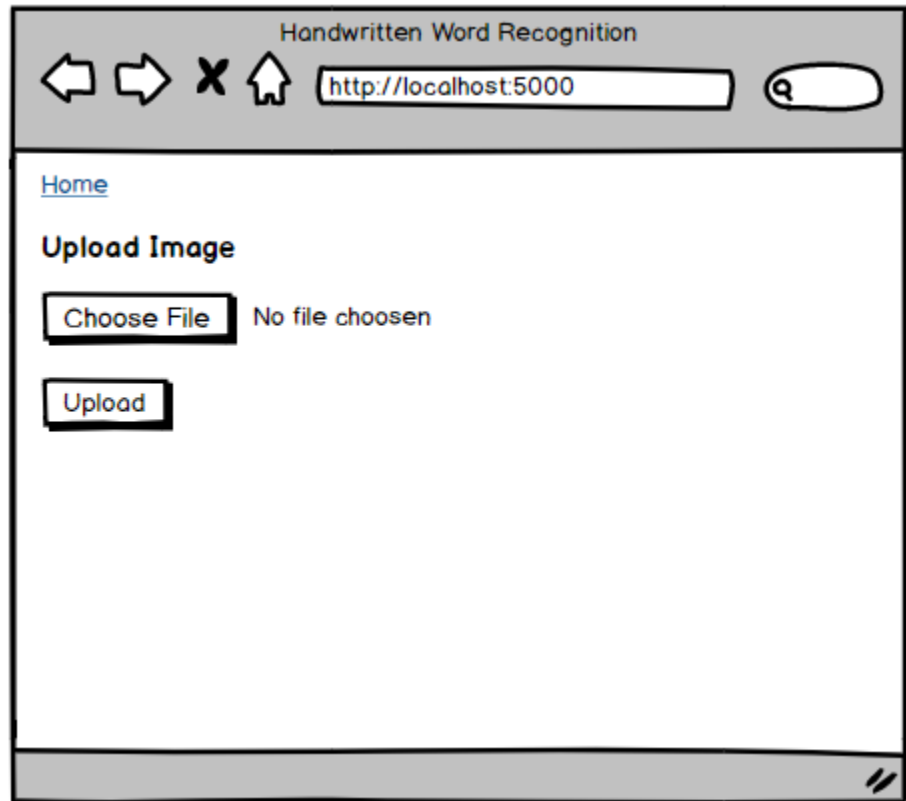 Handwritten Word Recognition
http://localhost:5000
Home
Upload Image
Choose File No file choosen
Upload